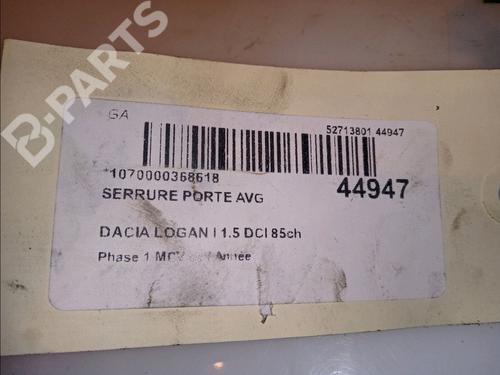 B-PARTS
GA
52713801 44947
*1070000368618
44947
SERRURE PORTE AVG
DACIA LOGAN I 1.5 DCI 85ch
Phase 1 MCV Année